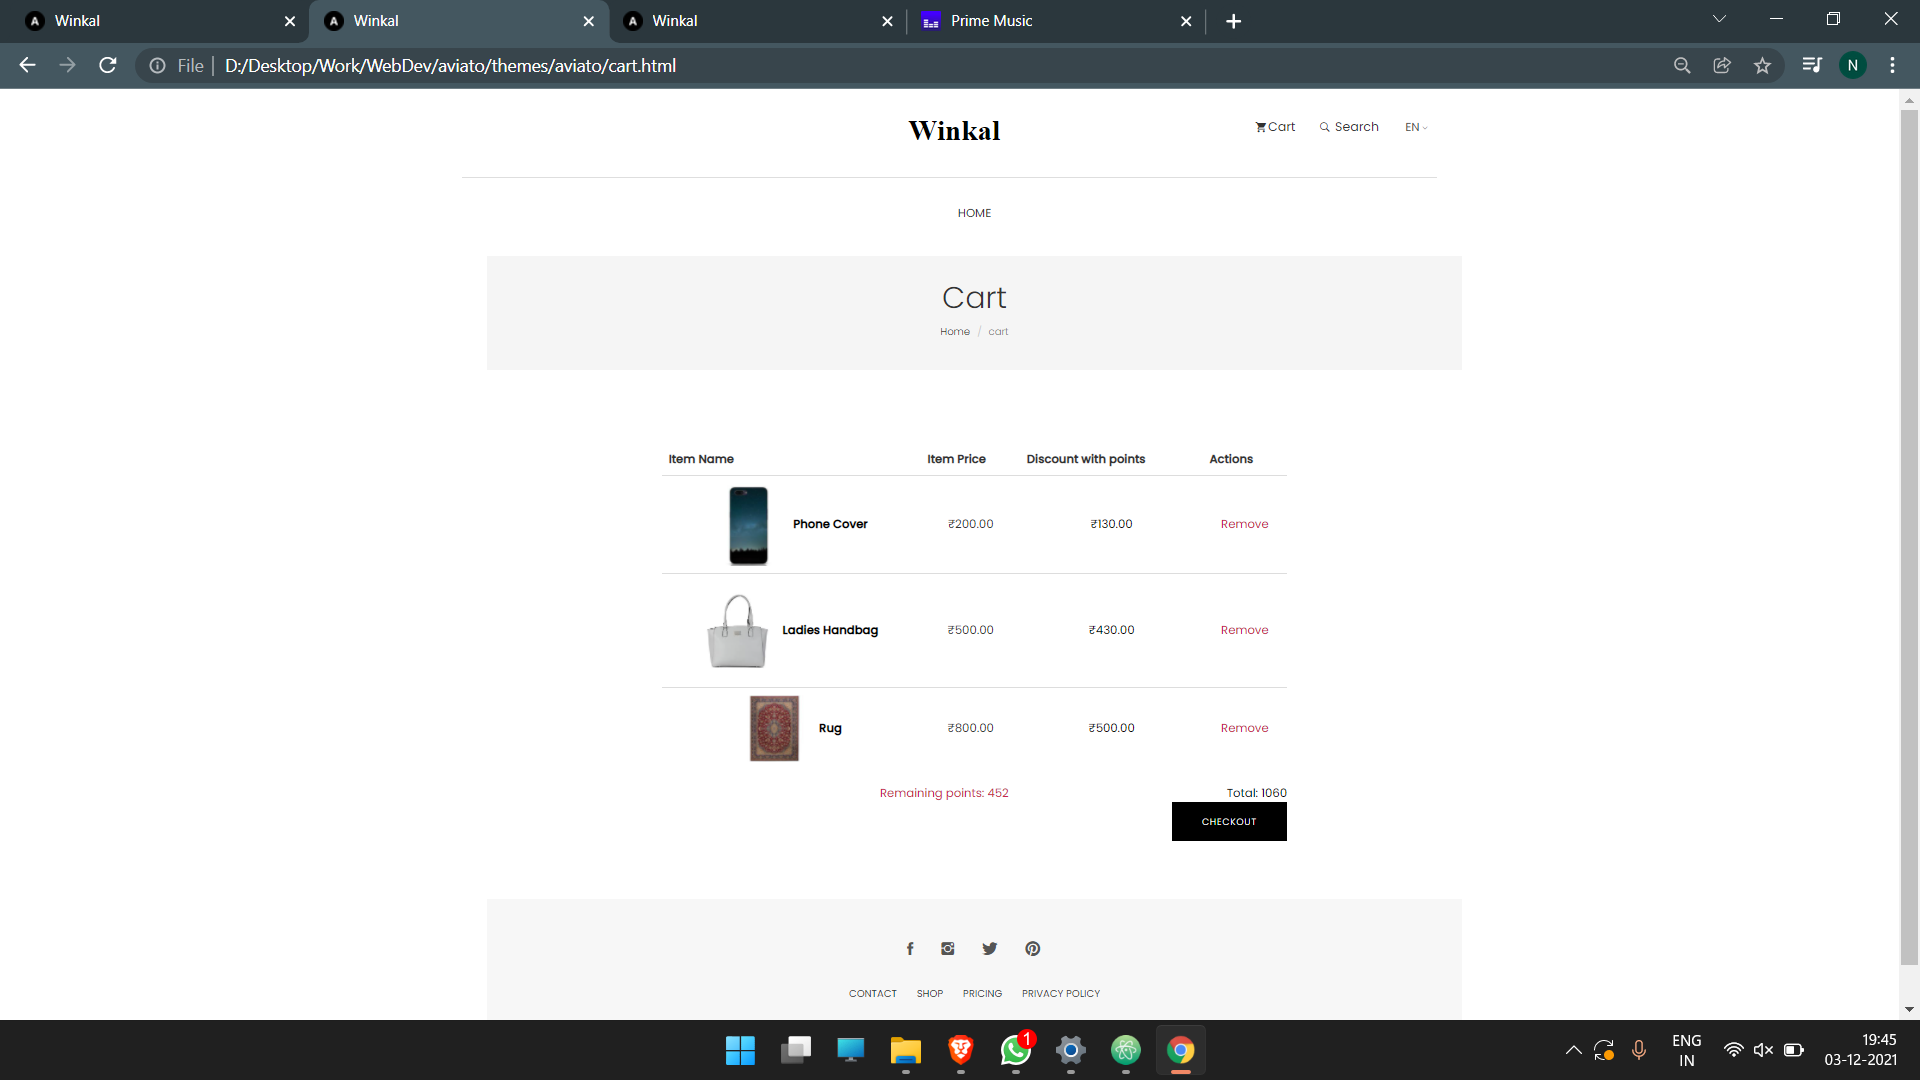 Winkal
Winkal
Winkal
Prime Music
File | D:/Desktop/Work/WebDev/aviato/themes/aviato/cart.html
N
Winkal
Cart
Search
EN
HOME
Cart
Home / cart
Item Name Item Price Discount with points Actions
Phone Cover ₹200.00 ₹130.00 Remove
Ladies Handbag ₹500.00 ₹430.00 Remove
Rug ₹800.00 ₹500.00 Remove
Remaining points: 452 Total: 1060
CHECKOUT
CONTACT SHOP PRICING PRIVACY POLICY
1
ENG
IN
19:45
03-12-2021